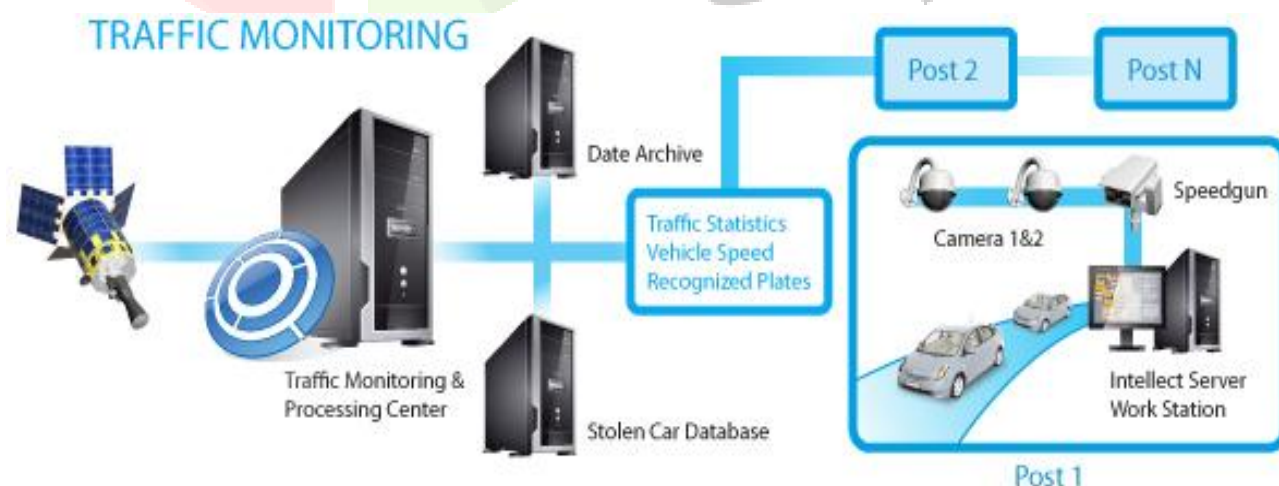 TRAFFIC MONITORING
Post 2
Post N
Date Archive
Speedgun
Camera 1&2
Traffic Statistics
Vehicle Speed
Recognized Plates
Traffic Monitoring &
Processing Center
Stolen Car Database
Intellect Server
Work Station
Post 1